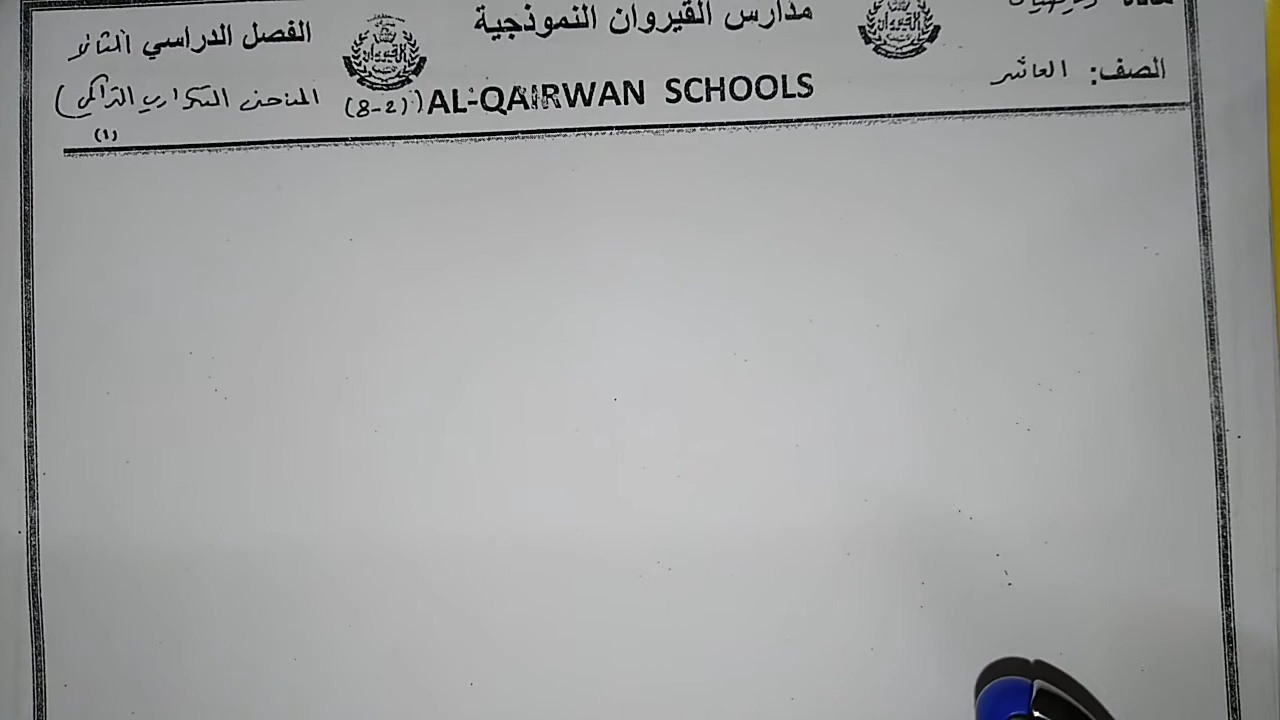 مدارس القيروان النموذجية
AL-QAIRWAN SCHOOLS
الصف: العاشر
الفصل الدراسي الثاني
(8-2) المنحنى التكراري التراكمي)
(1)